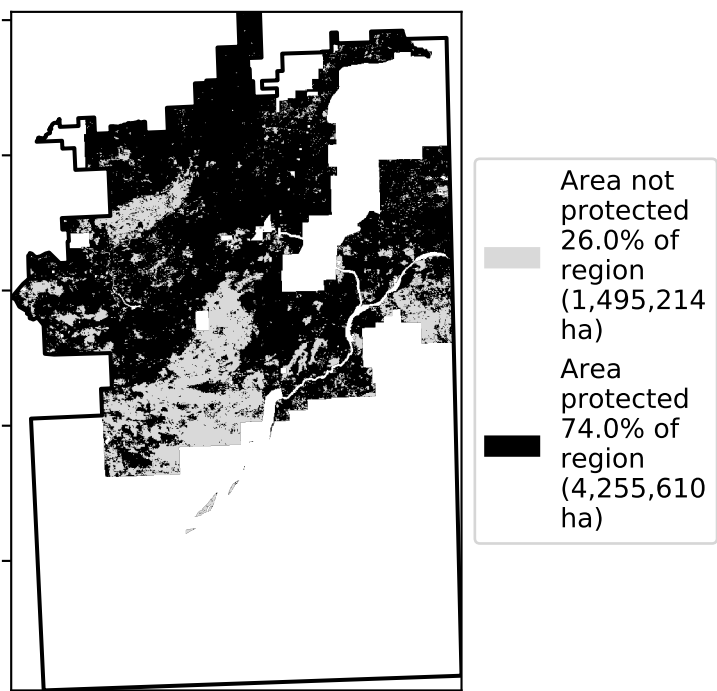 Area not
protected
26.0% of
region
(1,495,214
ha)
Area
protected
74.0% of
region
(4,255,610
ha)